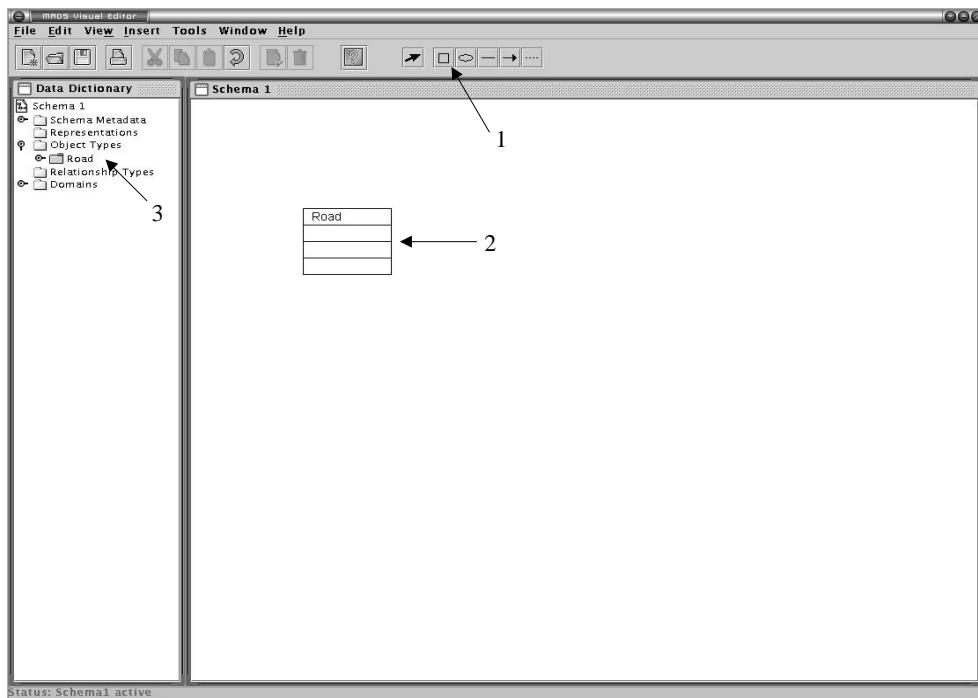 MADS Visual Editor
File Edit View Insert Tools Window Help
Data Dictionary
Schema 1
Schema 1
Schema Metadata
Representations
Object Types
Road
Relationship Types
Domains
1
Road
2
3
Status: Schema1 active